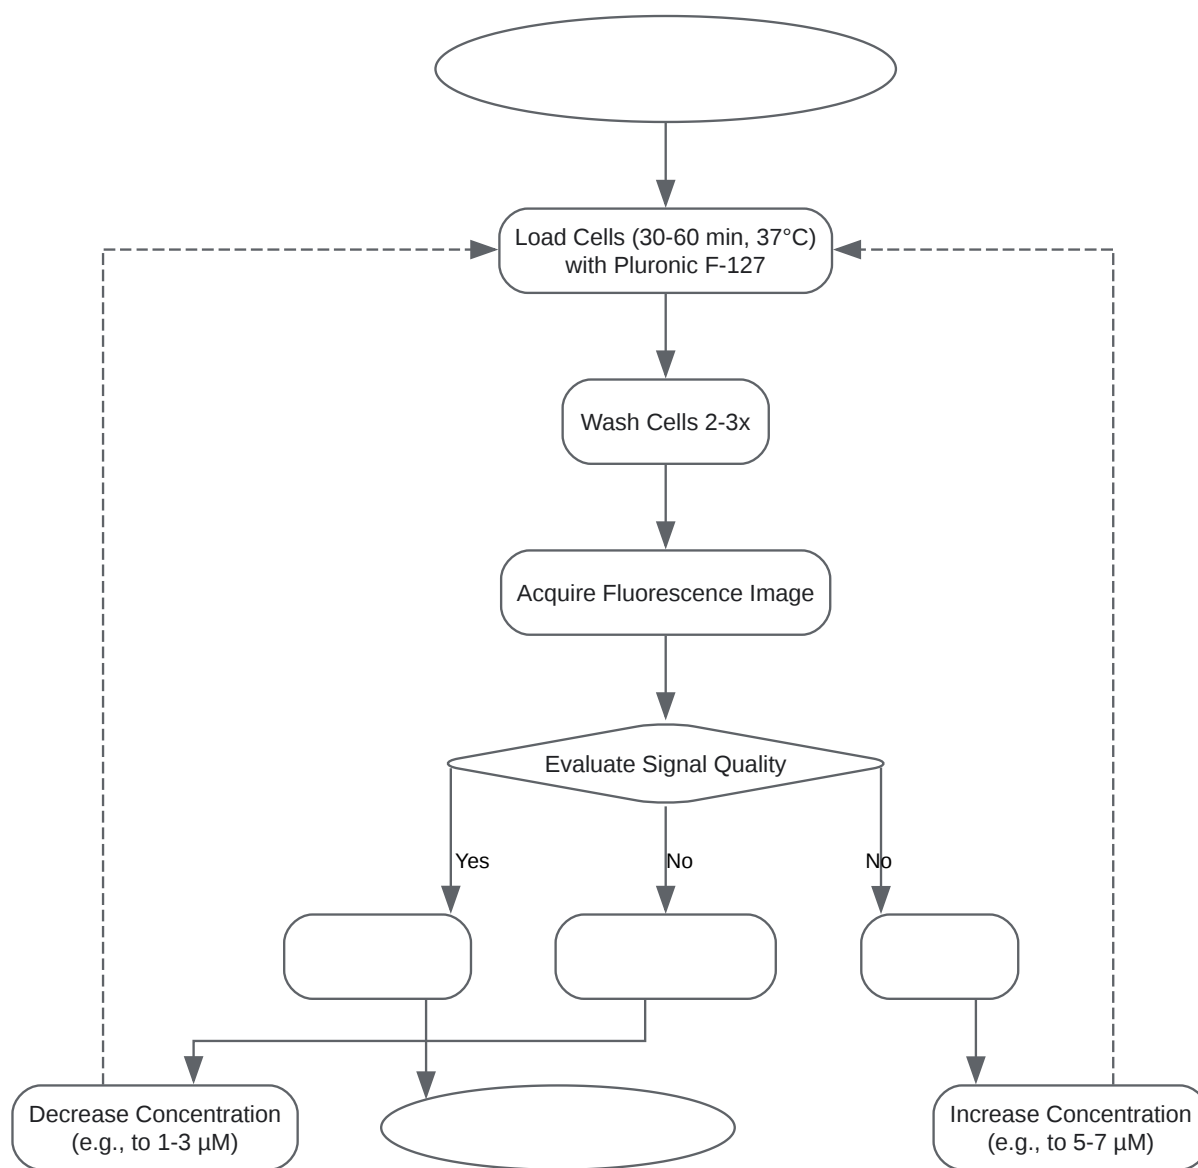 Load Cells (30-60 min, 37°C)
with Pluronic F-127
Wash Cells 2-3x
Acquire Fluorescence Image
Evaluate Signal Quality
Yes
No
No
Decrease Concentration
(e.g., to 1-3 µM)
Increase Concentration
(e.g., to 5-7 µM)